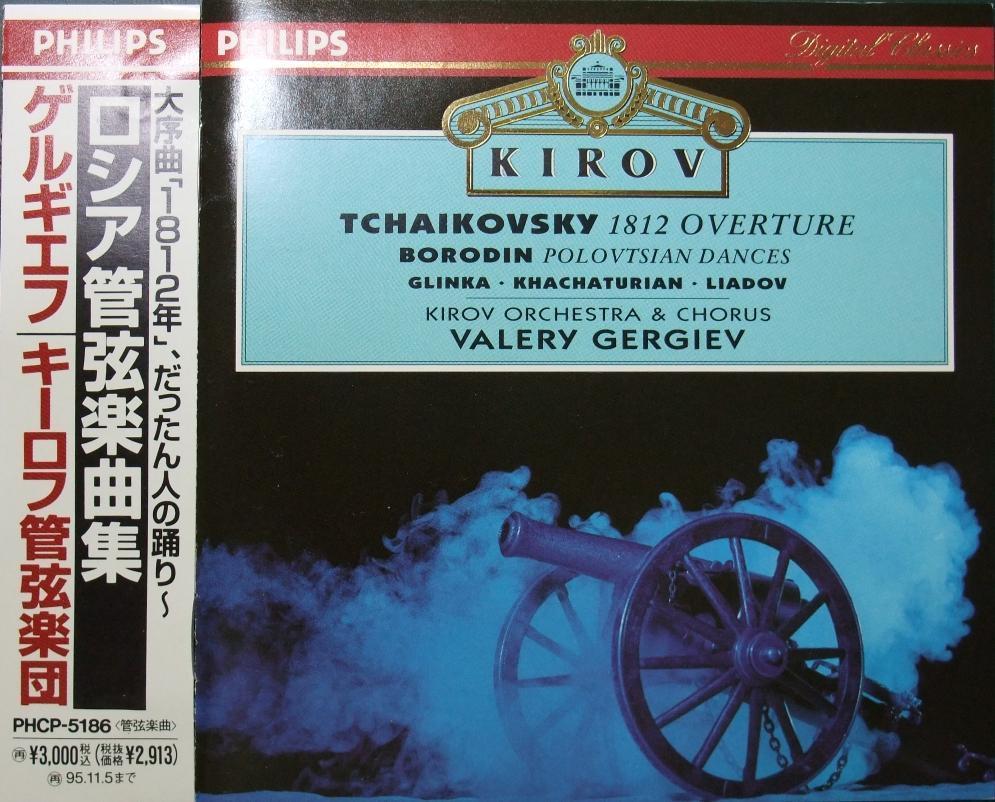 PHILIPS
大序曲「1812年」、だったん人の踊り~
ロシア管弦楽曲集
ゲルギエフ
キーロフ管弦楽団
PHCP-5186〈管弦楽曲〉
再 ¥3,000税込(税抜価格¥2,913)
再 95.11.5まで
PHILIPS
Digital Classics
KIROV
TCHAIKOVSKY 1812 OVERTURE
BORODIN POLOVTSIAN DANCES
GLINKA · KHACHATURIAN · LIADOV
KIROV ORCHESTRA & CHORUS
VALERY GERGIEV